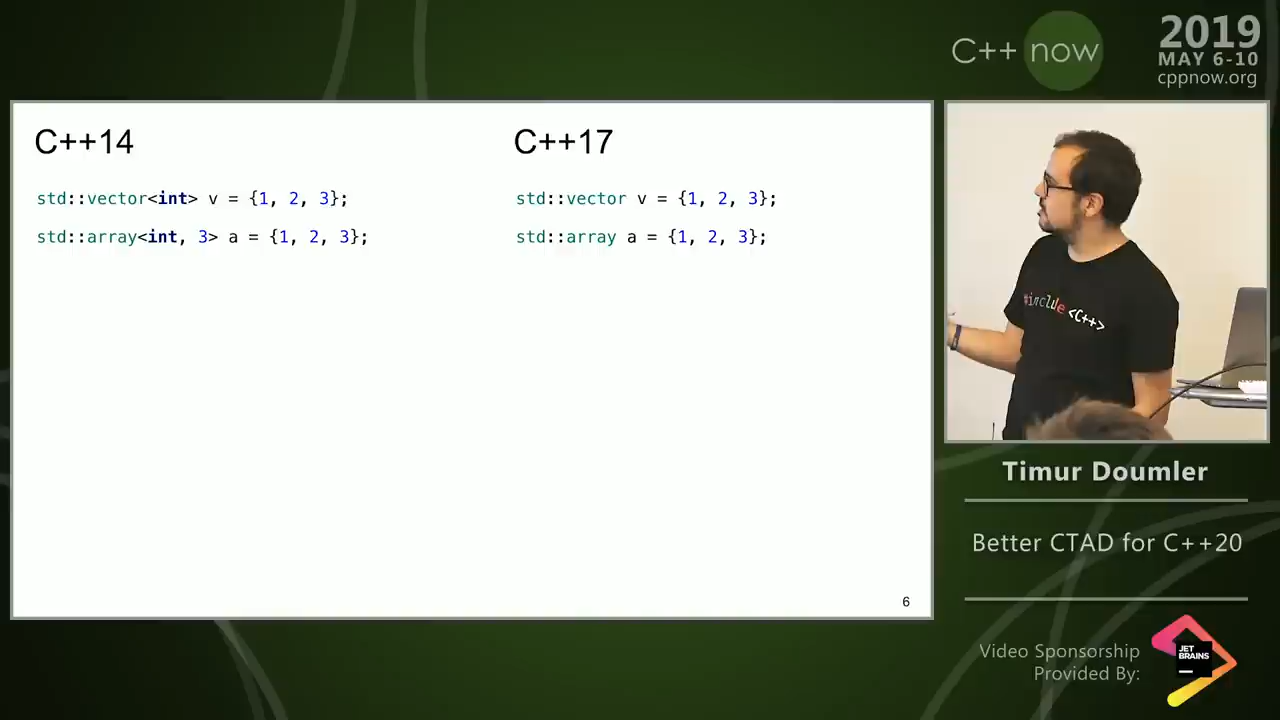 C++ now
2019
MAY 6-10
cppnow.org
C++14
std::vector<int> v = {1, 2, 3};
std::array<int, 3> a = {1, 2, 3};
C++17
std::vector v = {1, 2, 3};
std::array a = {1, 2, 3};
6
#include <C++>
Timur Doumler
Better CTAD for C++20
Video Sponsorship
Provided By:
JET
BRAINS